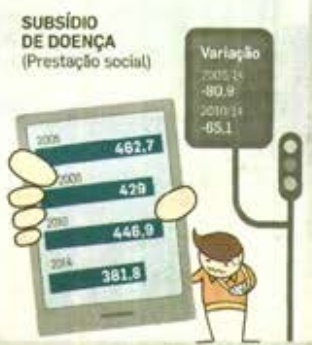 SUBSÍDIO
DE DOENÇA
(Prestação social)
Variação
2005/14
-80,9
2010/14
-65,1
2005
462,7
429
2010
446,9
2014
381,8